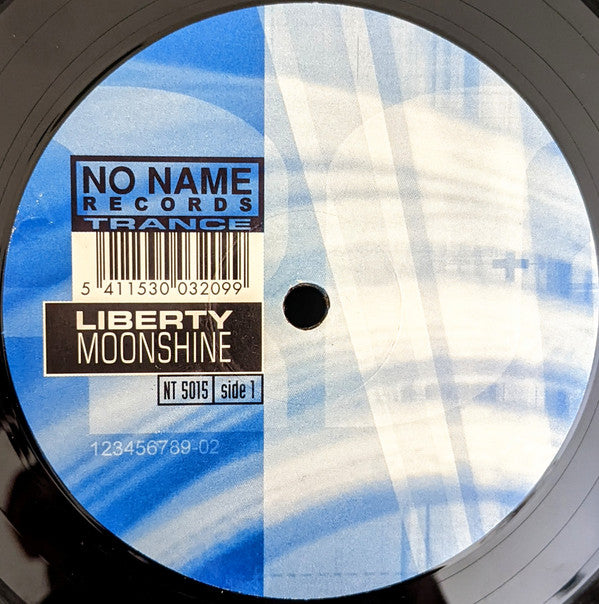 NO NAME
RECORDS
TRANCE
5 411530 032099
LIBERTY
MOONSHINE
NT 5015 side 1
123456789-02